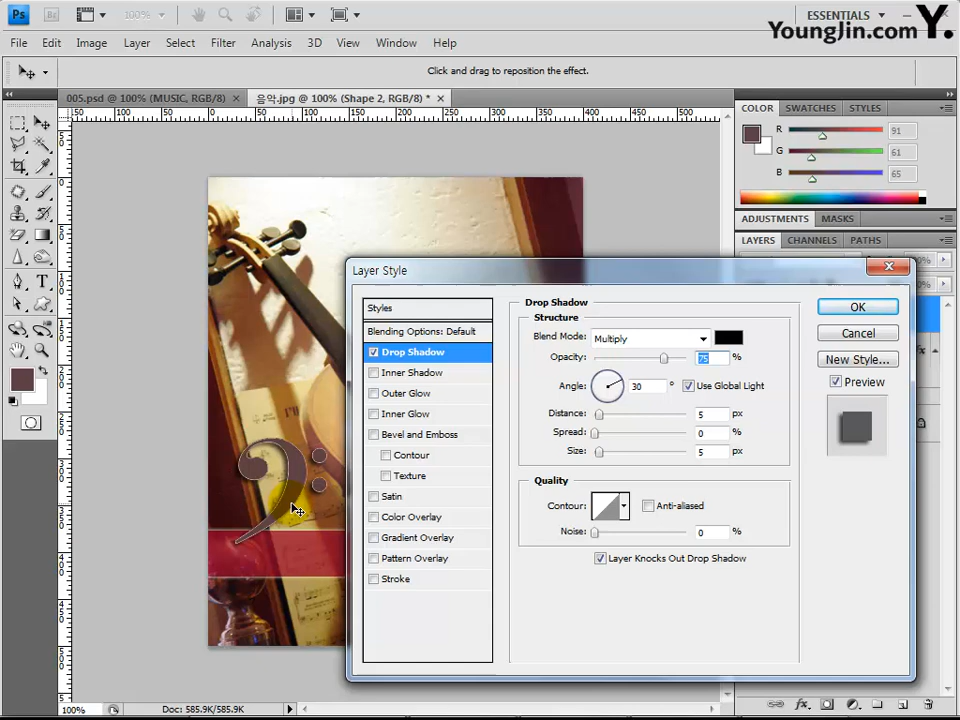 Ps Br 100% ESSENTIALS
YoungJin.com Y.
File Edit Image Layer Select Filter Analysis 3D View Window Help
Click and drag to reposition the effect.
005.psd @ 100% (MUSIC, RGB/8) × 음악.jpg @ 100% (Shape 2, RGB/8) * ×
COLOR SWATCHES STYLES
R 91
G 61
B 65
ADJUSTMENTS MASKS
LAYERS CHANNELS PATHS
Layer Style
Styles
Blending Options: Default
Drop Shadow
Inner Shadow
Outer Glow
Inner Glow
Bevel and Emboss
Contour
Texture
Satin
Color Overlay
Gradient Overlay
Pattern Overlay
Stroke
Drop Shadow
Structure
Blend Mode: Multiply
Opacity: 75 %
Angle: 30 ° Use Global Light
Distance: 5 px
Spread: 0 %
Size: 5 px
Quality
Contour: Anti-aliased
Noise: 0 %
Layer Knocks Out Drop Shadow
OK
Cancel
New Style...
Preview
100% Doc: 585.9K/585.9K